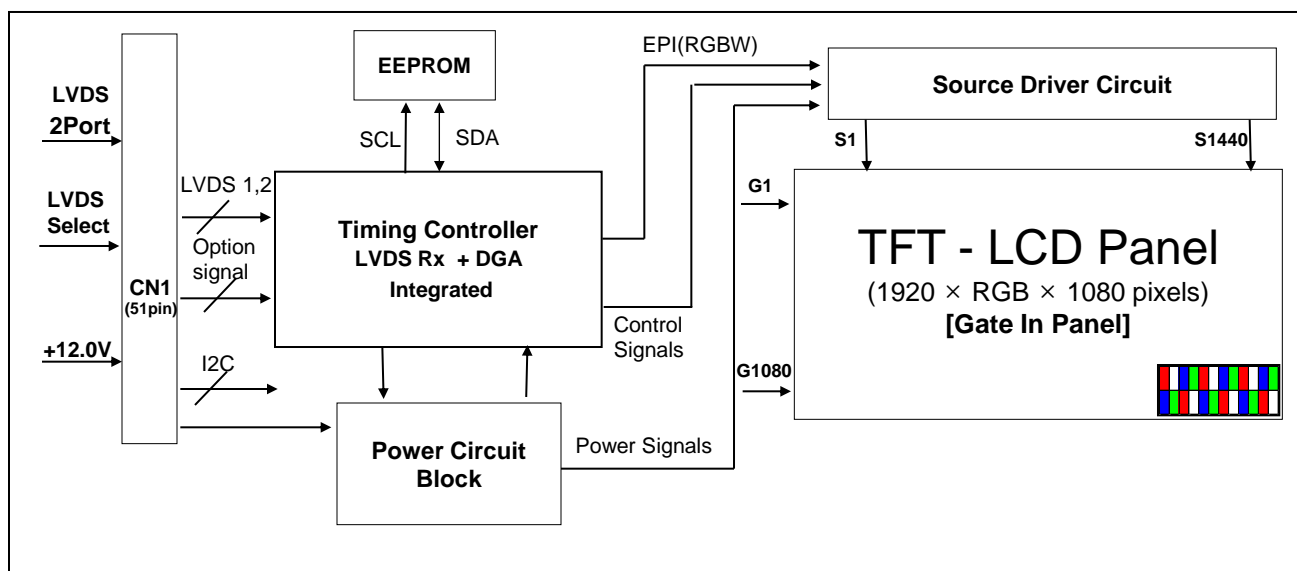 LVDS
2Port
LVDS
Select
+12.0V
CN1
(51pin)
LVDS 1,2
Option
signal
I2C
EEPROM
SCL
SDA
Timing Controller
LVDS Rx + DGA
Integrated
Power Circuit
Block
EPI(RGBW)
Control
Signals
Power Signals
Source Driver Circuit
S1
S1440
G1
G1080
TFT - LCD Panel
(1920 × RGB × 1080 pixels)
[Gate In Panel]